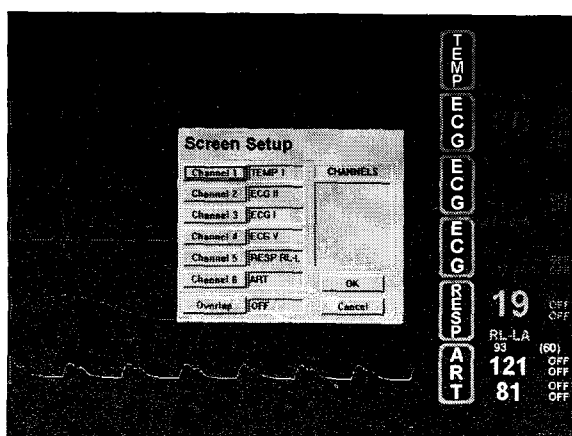 Screen Setup
Channel 1 TEMP 1
Channel 2 ECG II
Channel 3 ECG I
Channel 4 ECG V
Channel 5 RESP RL-L
Channel 6 ART
Overlap OFF
CHANNELS
OK
Cancel
TEMP
ECG
ECG
ECG
RESP
19
OFF
OFF
RL-LA
ART
93 (60)
121 OFF
OFF
81 OFF
OFF